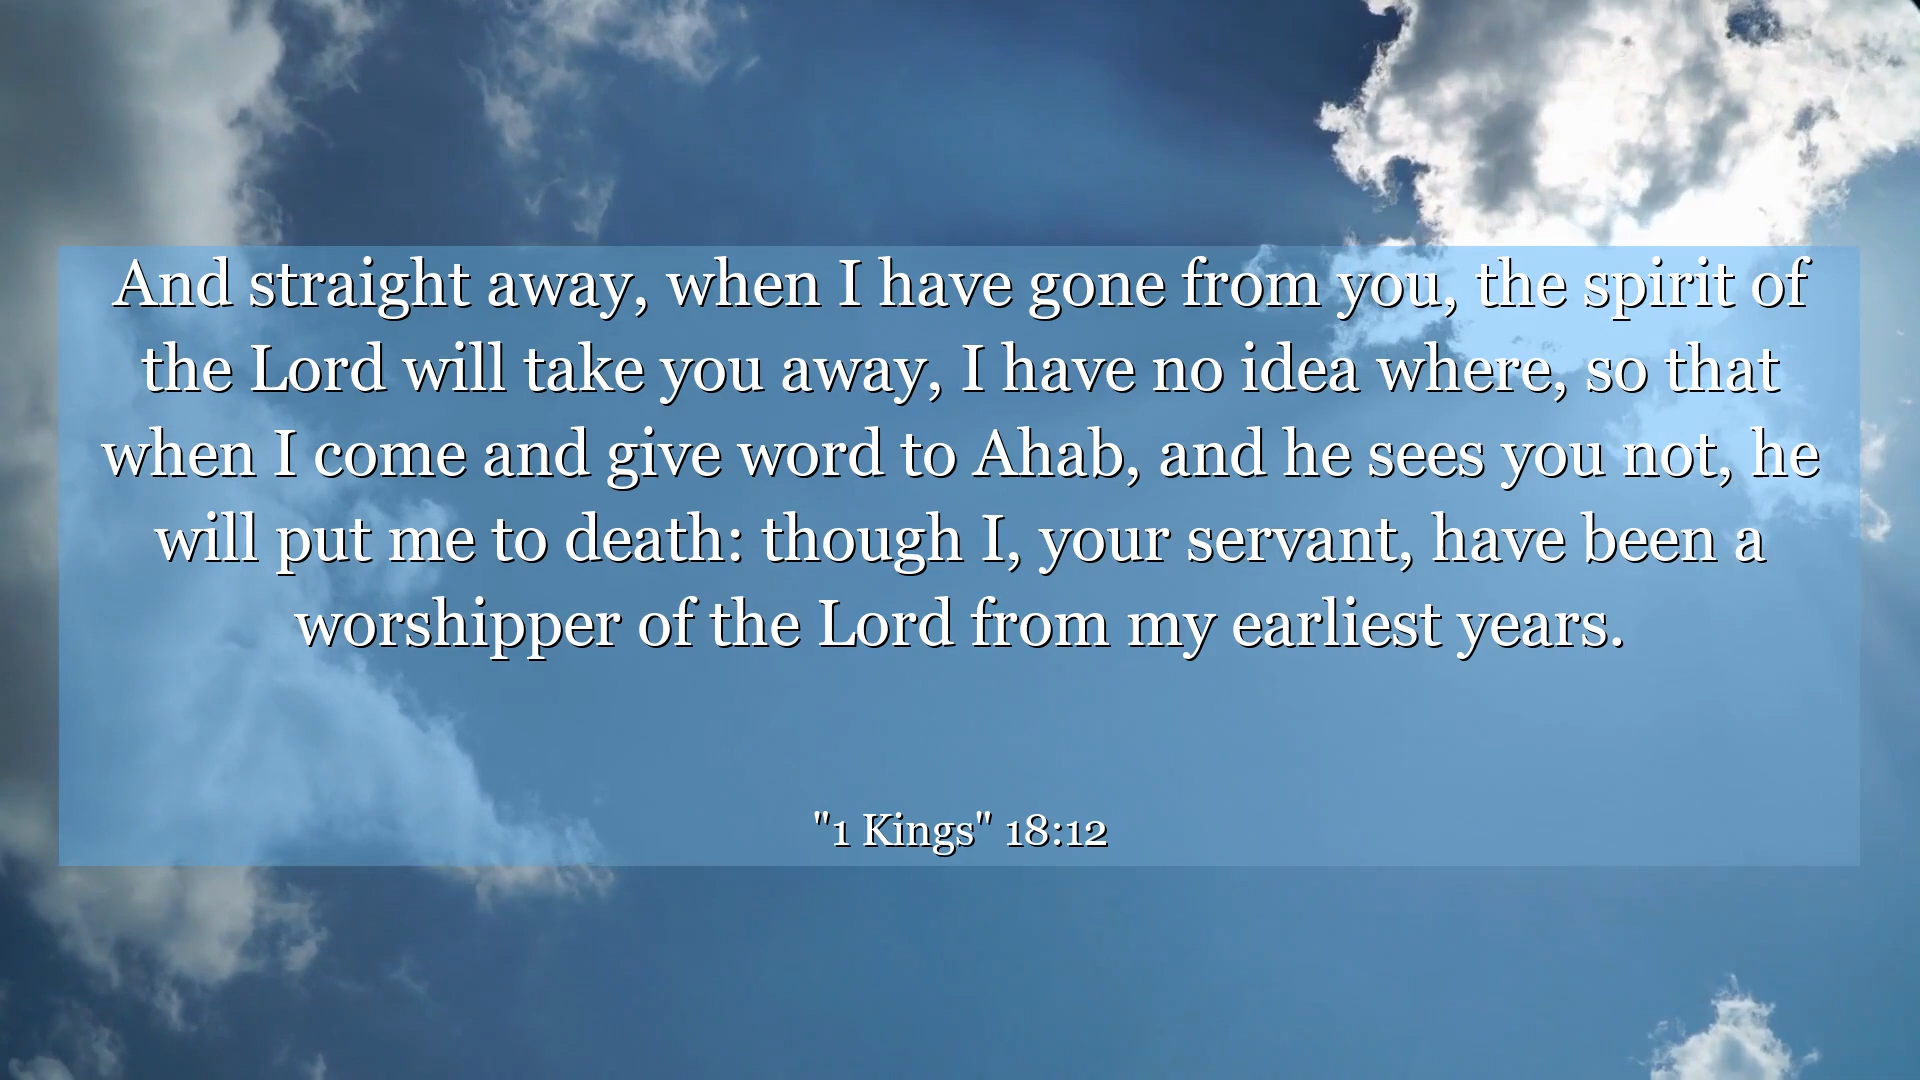 And straight away, when I have gone from you, the spirit of
the Lord will take you away, I have no idea where, so that
when I come and give word to Ahab, and he sees you not, he
will put me to death: though I, your servant, have been a
worshipper of the Lord from my earliest years.
"1 Kings" 18:12